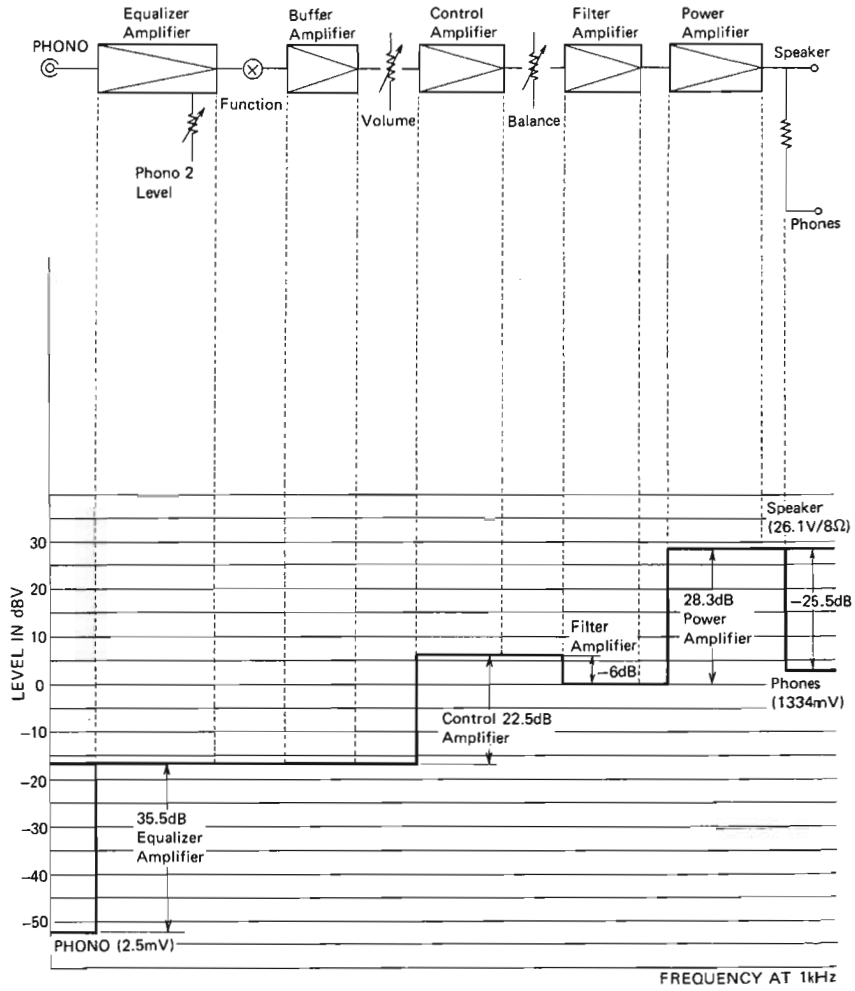 Equalizer
Amplifier
Buffer
Amplifier
Control
Amplifier
Filter
Amplifier
Power
Amplifier
PHONO
Speaker
Function
Volume
Balance
Phono 2
Level
Phones
Speaker
(26.1V/8Ω)
LEVEL IN dBV
30
20
10
0
−10
−20
−30
−40
−50
28.3dB
Power
Amplifier
−25.5dB
Filter
Amplifier
−6dB
Phones
(1334mV)
Control 22.5dB
Amplifier
35.5dB
Equalizer
Amplifier
PHONO (2.5mV)
FREQUENCY AT 1kHz